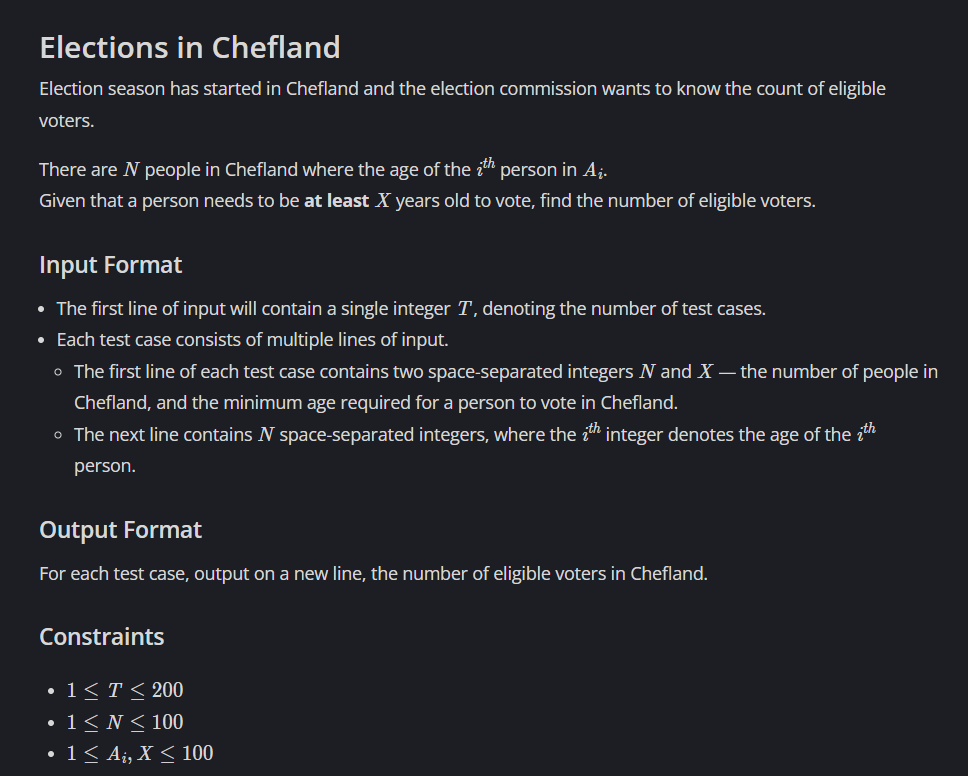 Elections in Chefland
Election season has started in Chefland and the election commission wants to know the count of eligible
voters.
There are N people in Chefland where the age of the i^th person in A_i.
Given that a person needs to be at least X years old to vote, find the number of eligible voters.
Input Format
• The first line of input will contain a single integer T, denoting the number of test cases.
• Each test case consists of multiple lines of input.
◦ The first line of each test case contains two space-separated integers N and X — the number of people in
Chefland, and the minimum age required for a person to vote in Chefland.
◦ The next line contains N space-separated integers, where the i^th integer denotes the age of the i^th
person.
Output Format
For each test case, output on a new line, the number of eligible voters in Chefland.
Constraints
• 1 ≤ T ≤ 200
• 1 ≤ N ≤ 100
• 1 ≤ A_i, X ≤ 100